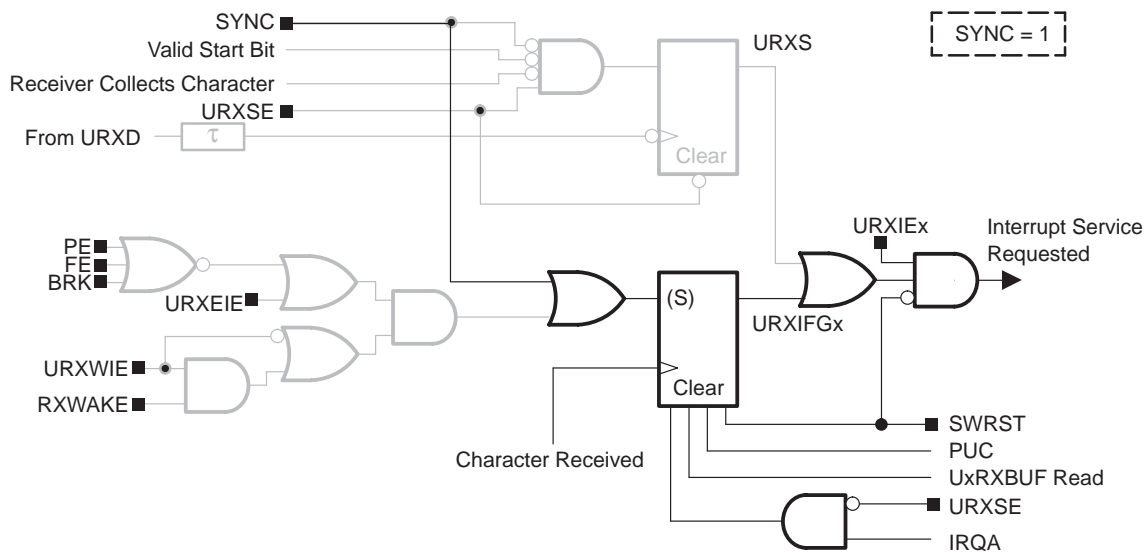 SYNC
SYNC = 1
Valid Start Bit
URXS
Receiver Collects Character
URXSE
From URXD
τ
Clear
PE
FE
BRK
URXEIE
URXWIE
RXWAKE
(S)
Clear
URXIFGx
URXIEx
Interrupt Service
Requested
Character Received
SWRST
PUC
UxRXBUF Read
URXSE
IRQA